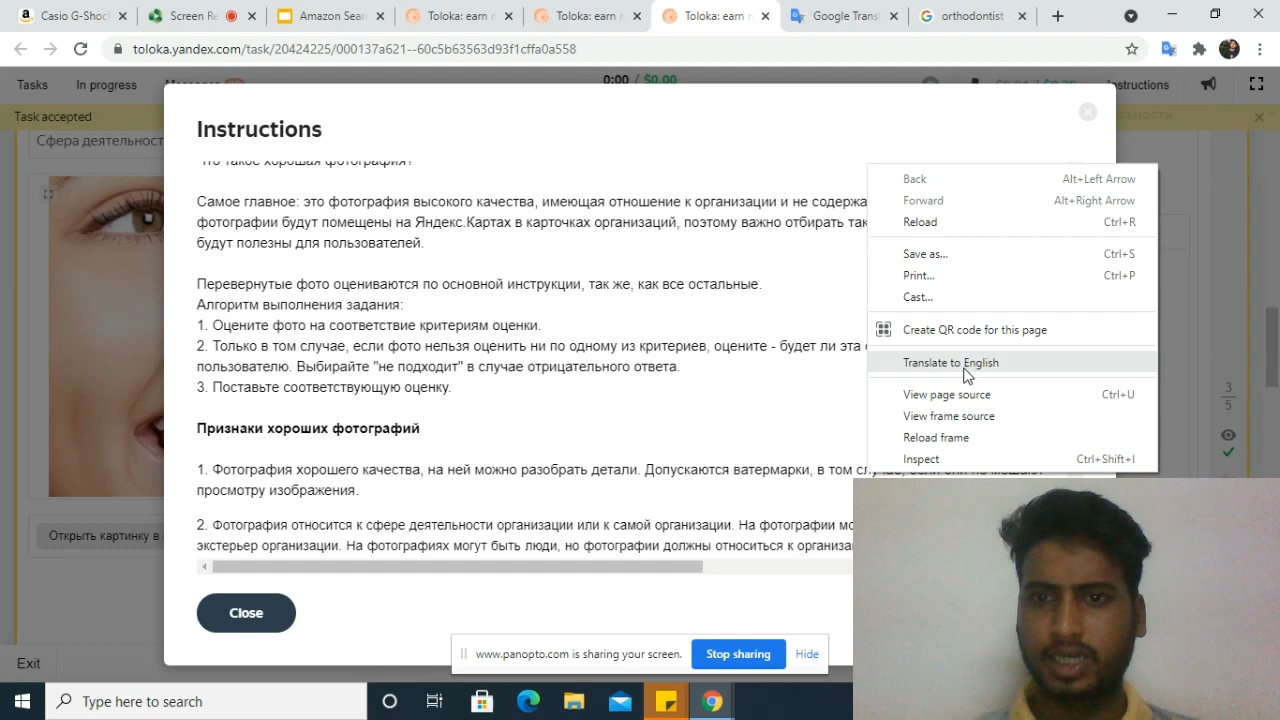 Casio G-Shock
Screen Re
Amazon Sear
Toloka: earn m
Toloka: earn m
Toloka: earn m
Google Trans
orthodontist -
toloka.yandex.com/task/20424225/000137a621--60c5b63563d93f1cffa0a558
Tasks
In progress
0:00 / $0.00
Instructions
Task accepted
Сфера деятельност
Instructions
Что такое хорошая фотография?
Самое главное: это фотография высокого качества, имеющая отношение к организации и не содержа
фотографии будут помещены на Яндекс.Картах в карточках организаций, поэтому важно отбирать так
будут полезны для пользователей.
Перевернутые фото оцениваются по основной инструкции, так же, как все остальные.
Алгоритм выполнения задания:
1. Оцените фото на соответствие критериям оценки.
2. Только в том случае, если фото нельзя оценить ни по одному из критериев, оцените - будет ли эта
пользователю. Выбирайте "не подходит" в случае отрицательного ответа.
3. Поставьте соответствующую оценку.
Признаки хороших фотографий
1. Фотография хорошего качества, на ней можно разобрать детали. Допускаются ватермарки, в том случае, если они не мешают
просмотру изображения.
2. Фотография относится к сфере деятельности организации или к самой организации. На фотографии мо
экстерьер организации. На фотографиях могут быть люди, но фотографии должны относиться к организа
Back Alt+Left Arrow
Forward Alt+Right Arrow
Reload Ctrl+R
Save as... Ctrl+S
Print... Ctrl+P
Cast...
Create QR code for this page
Translate to English
View page source Ctrl+U
View frame source
Reload frame
Inspect Ctrl+Shift+I
3
5
Открыть картинку в
Close
www.panopto.com is sharing your screen.
Stop sharing
Hide
Exit
Type here to search